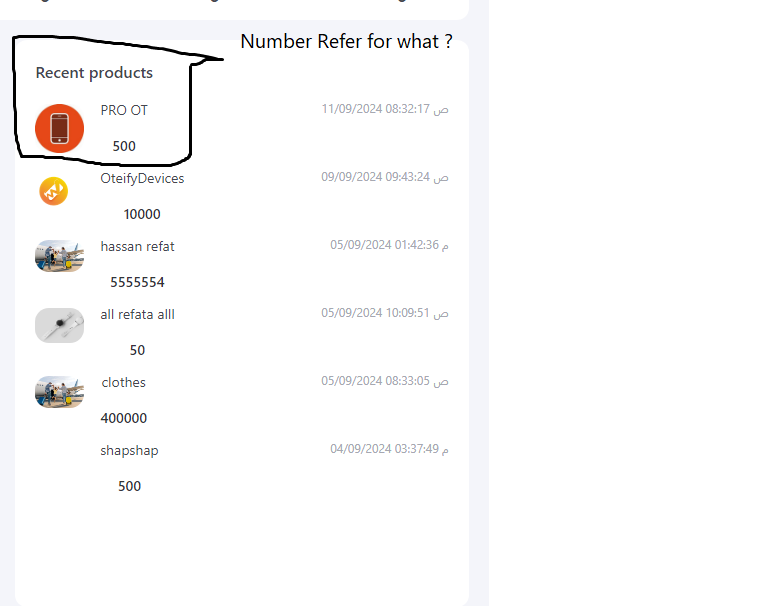 Number Refer for what ?
Recent products
PRO OT
11/09/2024 08:32:17 ص
500
OteifyDevices
09/09/2024 09:43:24 ص
10000
hassan refat
05/09/2024 01:42:36 م
5555554
all refata alll
05/09/2024 10:09:51 ص
50
clothes
05/09/2024 08:33:05 ص
400000
shapshap
04/09/2024 03:37:49 م
500